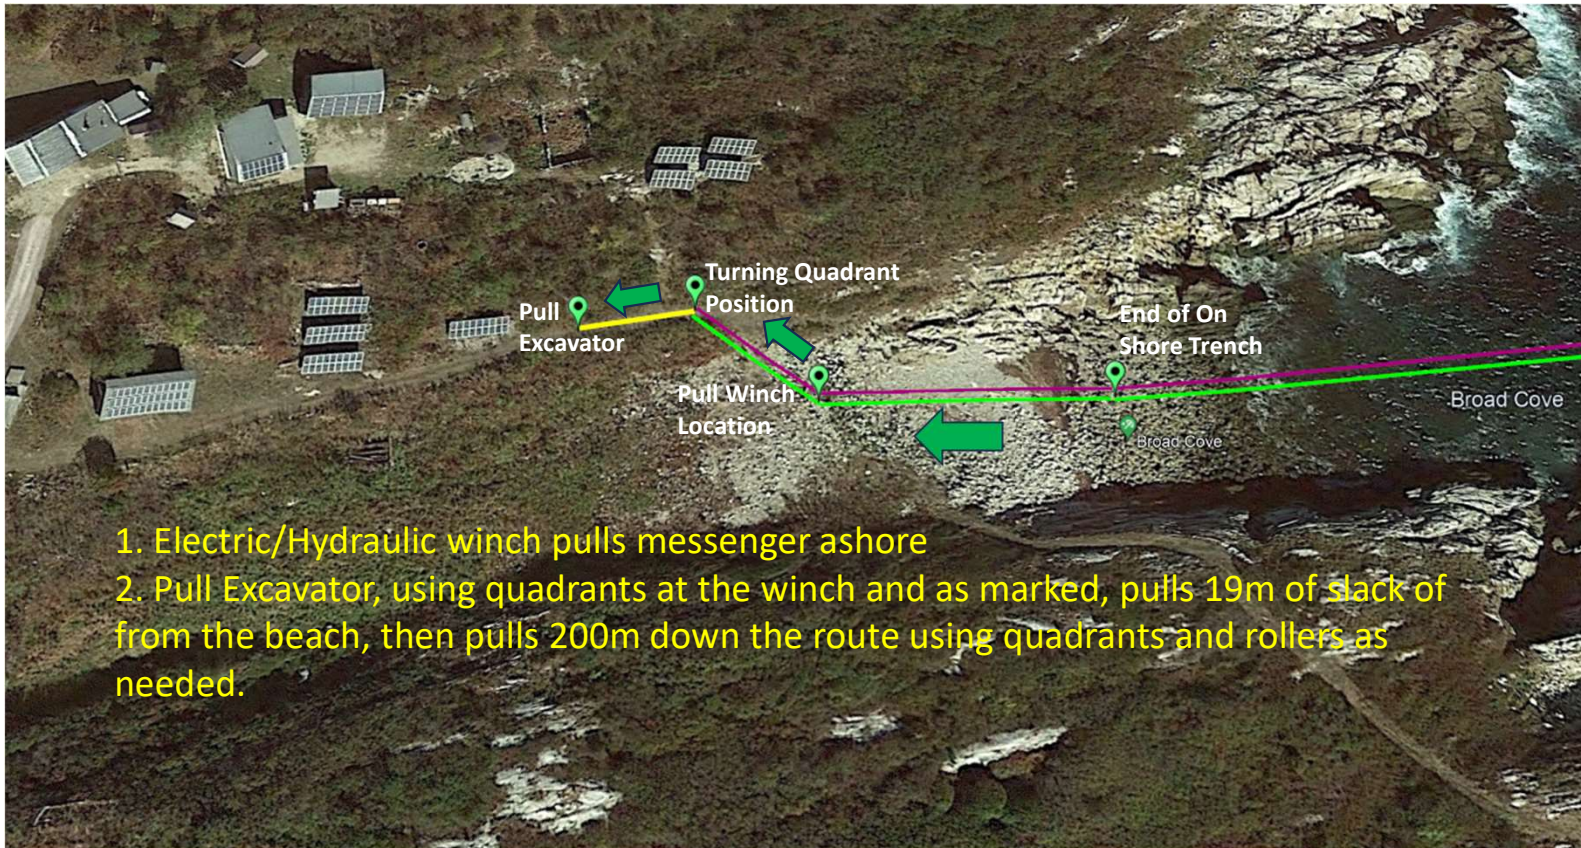 Turning Quadrant
Position
Pull
Excavator
End of On
Shore Trench
Pull Winch
Location
Broad Cove
Broad Cove
1. Electric/Hydraulic winch pulls messenger ashore
2. Pull Excavator, using quadrants at the winch and as marked, pulls 19m of slack of
from the beach, then pulls 200m down the route using quadrants and rollers as
needed.